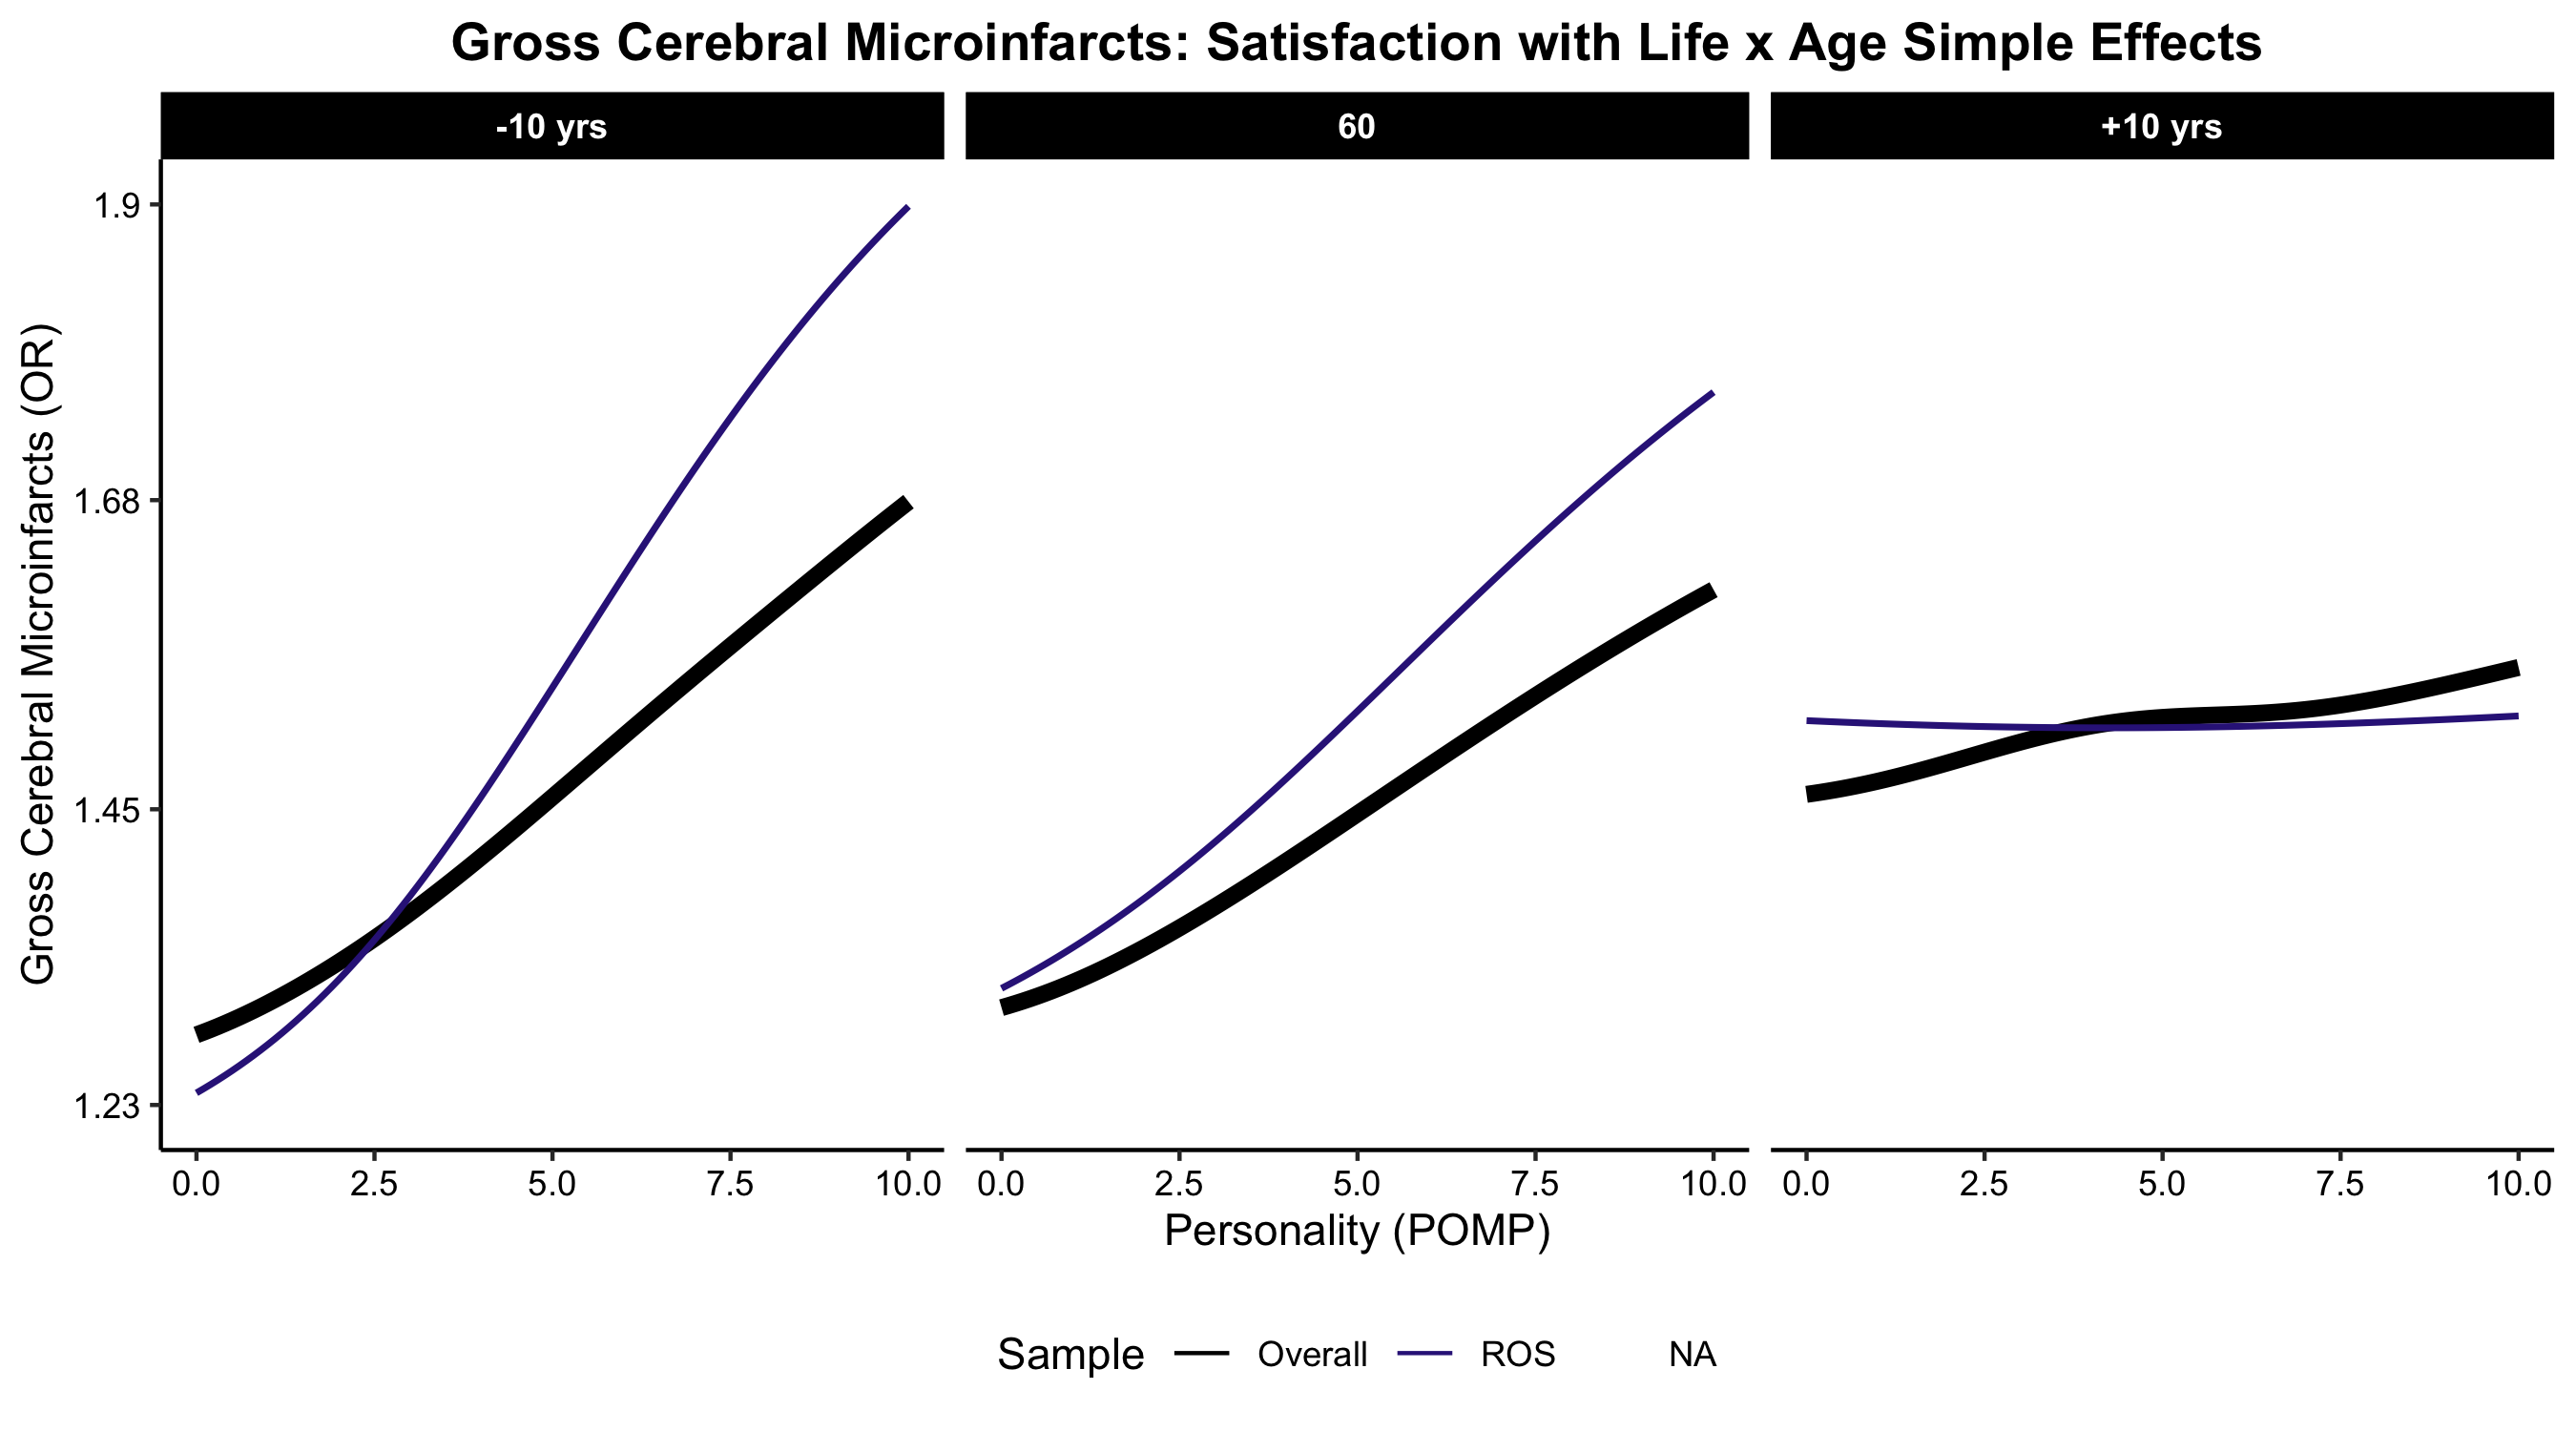 Gross Cerebral Microinfarcts: Satisfaction with Life x Age Simple Effects
-10 yrs
60
+10 yrs
Gross Cerebral Microinfarcts (OR)
1.9
1.68
1.45
1.23
0.0 2.5 5.0 7.5 10.0
0.0 2.5 5.0 7.5 10.0
0.0 2.5 5.0 7.5 10.0
Personality (POMP)
Sample Overall ROS NA